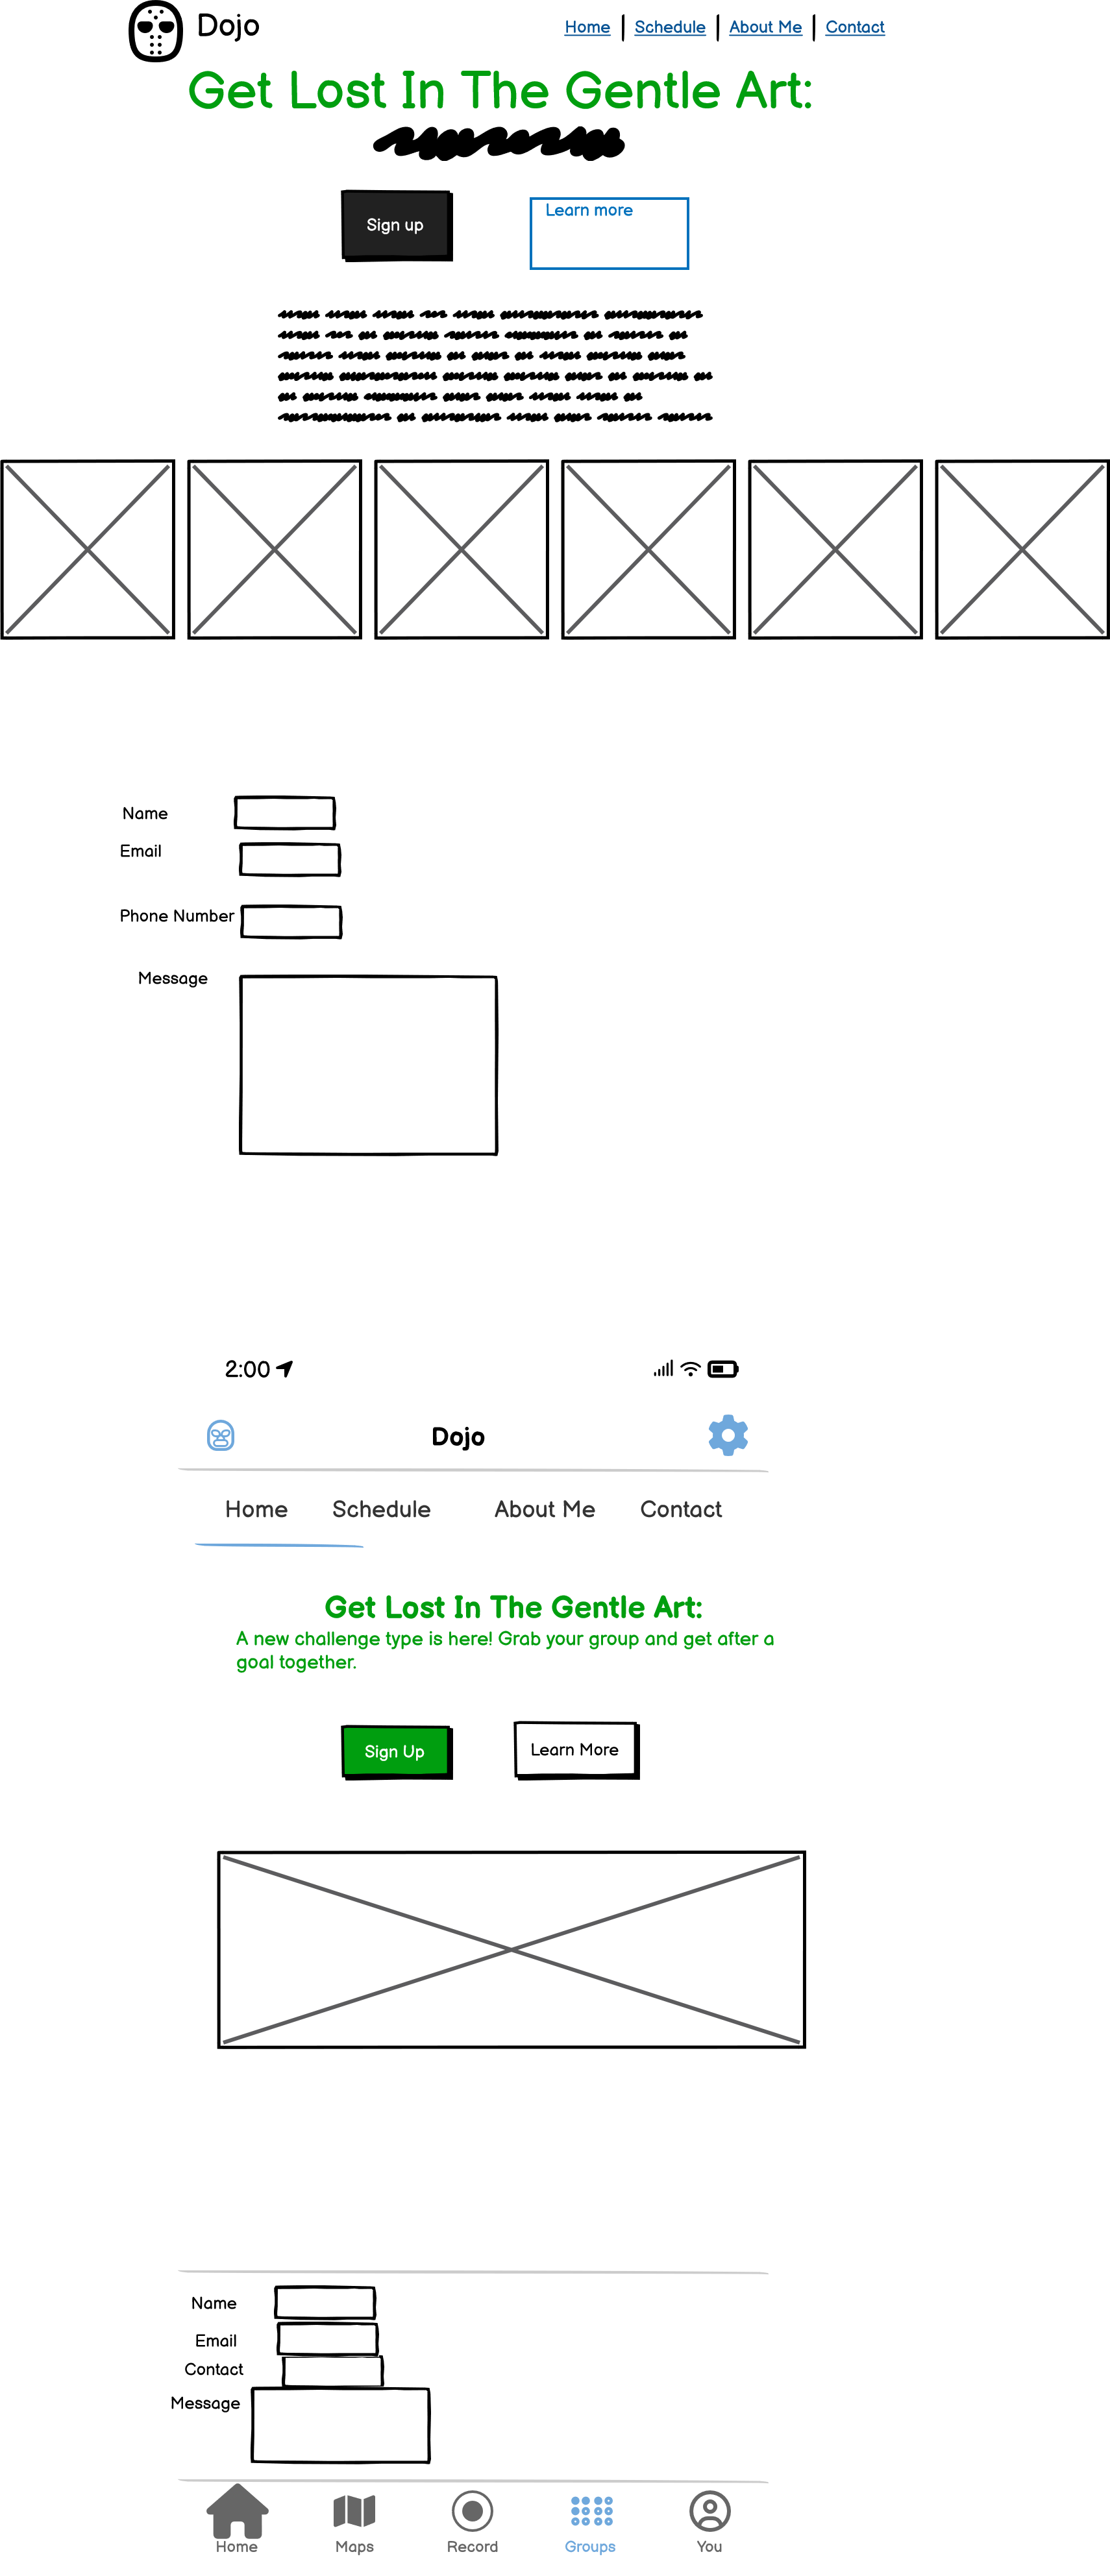 Dojo
Home | Schedule | About Me | Contact
Get Lost In The Gentle Art:
Sign up
Learn more
Name
Email
Phone Number
Message
2:00
Dojo
Home Schedule About Me Contact
Get Lost In The Gentle Art:
A new challenge type is here! Grab your group and get after a
goal together.
Sign Up
Learn More
Name
Email
Contact
Message
Home Maps Record Groups You